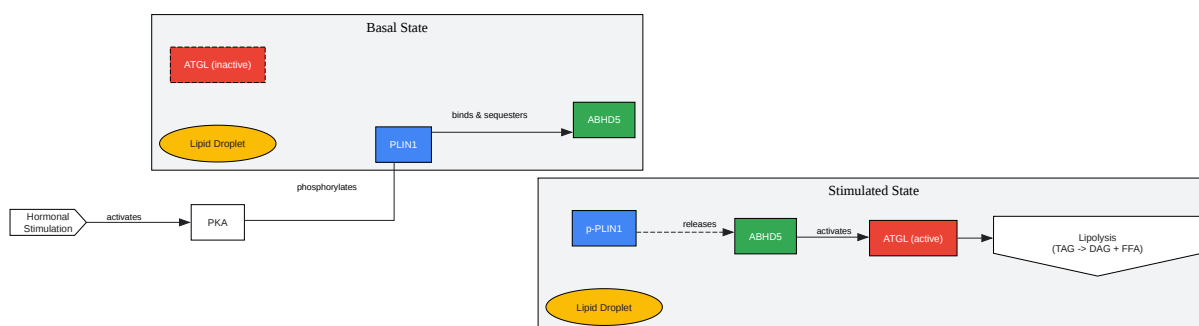 Basal State
ATGL (inactive)
binds & sequesters
ABHD5
Lipid Droplet
PLIN1
phosphorylates
Hormonal
Stimulation
activates
PKA
Stimulated State
p-PLIN1
releases
ABHD5
activates
ATGL (active)
Lipolysis
(TAG -> DAG + FFA)
Lipid Droplet